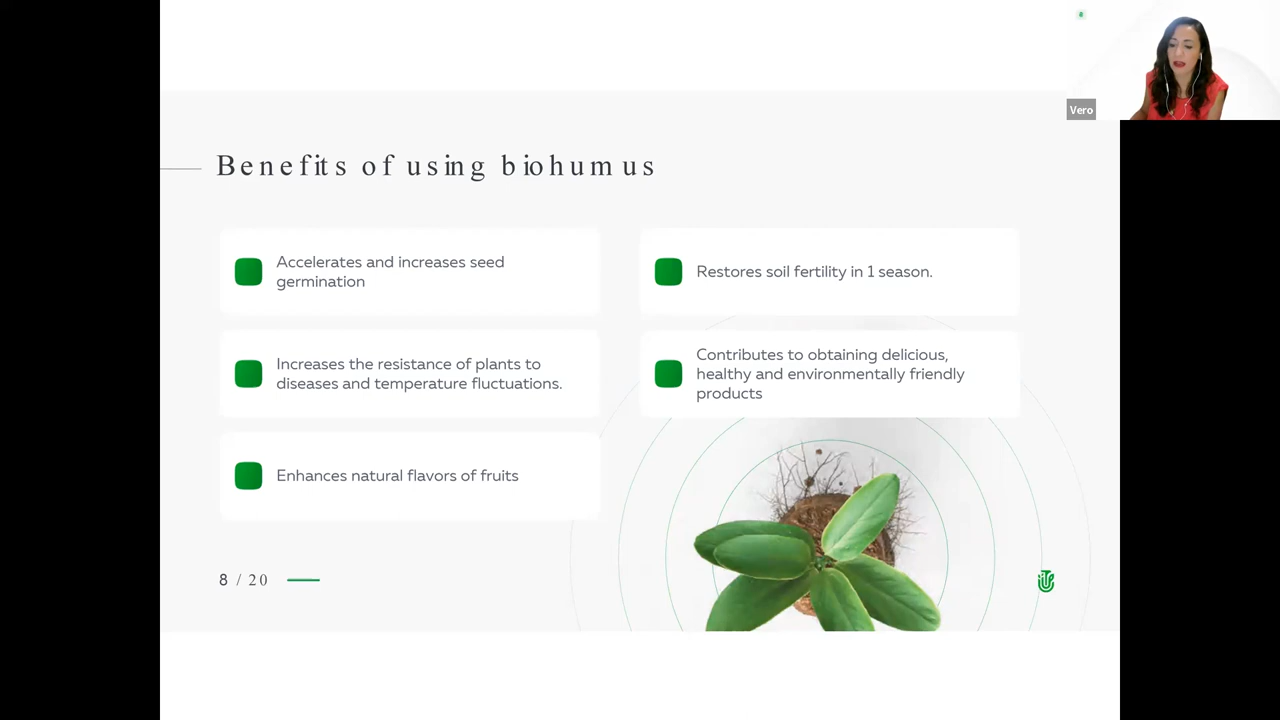 Vero
Benefits of using biohumus
Accelerates and increases seed
germination
Increases the resistance of plants to
diseases and temperature fluctuations.
Enhances natural flavors of fruits
Restores soil fertility in 1 season.
Contributes to obtaining delicious,
healthy and environmentally friendly
products
8 / 20